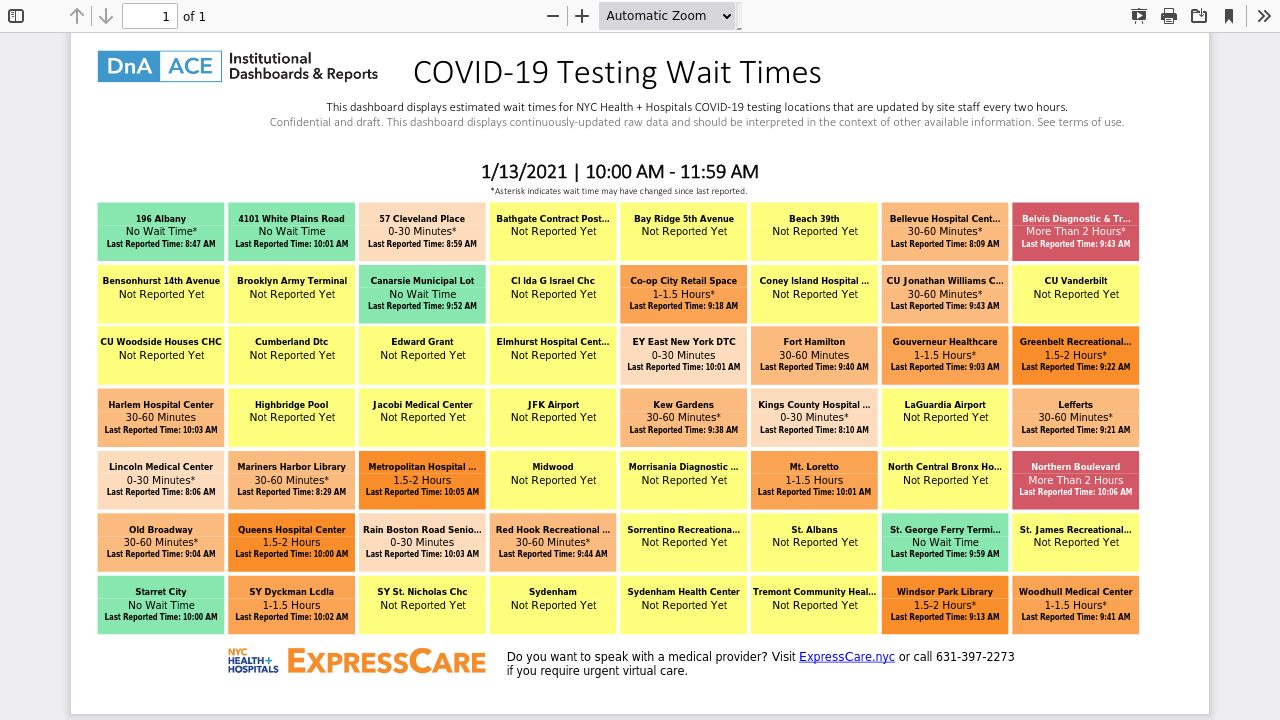 1 of 1
Automatic Zoom
DnA ACE Institutional
Dashboards & Reports
COVID-19 Testing Wait Times
This dashboard displays estimated wait times for NYC Health + Hospitals COVID-19 testing locations that are updated by site staff every two hours.
Confidential and draft. This dashboard displays continuously-updated raw data and should be interpreted in the context of other available information. See terms of use.
1/13/2021 | 10:00 AM - 11:59 AM
*Asterisk indicates wait time may have changed since last reported.
196 Albany
No Wait Time*
Last Reported Time: 8:47 AM
4101 White Plains Road
No Wait Time
Last Reported Time: 10:01 AM
57 Cleveland Place
0-30 Minutes*
Last Reported Time: 8:59 AM
Bathgate Contract Post...
Not Reported Yet
Bay Ridge 5th Avenue
Not Reported Yet
Beach 39th
Not Reported Yet
Bellevue Hospital Cent...
30-60 Minutes*
Last Reported Time: 8:09 AM
Belvis Diagnostic & Tr...
More Than 2 Hours*
Last Reported Time: 9:43 AM
Bensonhurst 14th Avenue
Not Reported Yet
Brooklyn Army Terminal
Not Reported Yet
Canarsie Municipal Lot
No Wait Time
Last Reported Time: 9:52 AM
Cl Ida G Israel Chc
Not Reported Yet
Co-op City Retail Space
1-1.5 Hours*
Last Reported Time: 9:18 AM
Coney Island Hospital ...
Not Reported Yet
CU Jonathan Williams C...
30-60 Minutes*
Last Reported Time: 9:43 AM
CU Vanderbilt
Not Reported Yet
CU Woodside Houses CHC
Not Reported Yet
Cumberland Dtc
Not Reported Yet
Edward Grant
Not Reported Yet
Elmhurst Hospital Cent...
Not Reported Yet
EY East New York DTC
0-30 Minutes
Last Reported Time: 10:01 AM
Fort Hamilton
30-60 Minutes
Last Reported Time: 9:40 AM
Gouverneur Healthcare
1-1.5 Hours*
Last Reported Time: 9:03 AM
Greenbelt Recreational...
1.5-2 Hours*
Last Reported Time: 9:22 AM
Harlem Hospital Center
30-60 Minutes
Last Reported Time: 10:03 AM
Highbridge Pool
Not Reported Yet
Jacobi Medical Center
Not Reported Yet
JFK Airport
Not Reported Yet
Kew Gardens
30-60 Minutes*
Last Reported Time: 9:38 AM
Kings County Hospital ...
0-30 Minutes*
Last Reported Time: 8:10 AM
LaGuardia Airport
Not Reported Yet
Lefferts
30-60 Minutes*
Last Reported Time: 9:21 AM
Lincoln Medical Center
0-30 Minutes*
Last Reported Time: 8:06 AM
Mariners Harbor Library
30-60 Minutes*
Last Reported Time: 8:29 AM
Metropolitan Hospital ...
1.5-2 Hours
Last Reported Time: 10:05 AM
Midwood
Not Reported Yet
Morrisania Diagnostic ...
Not Reported Yet
Mt. Loretto
1-1.5 Hours
Last Reported Time: 10:01 AM
North Central Bronx Ho...
Not Reported Yet
Northern Boulevard
More Than 2 Hours
Last Reported Time: 10:06 AM
Old Broadway
30-60 Minutes*
Last Reported Time: 9:04 AM
Queens Hospital Center
1.5-2 Hours
Last Reported Time: 10:00 AM
Rain Boston Road Senio...
0-30 Minutes
Last Reported Time: 10:03 AM
Red Hook Recreational ...
30-60 Minutes*
Last Reported Time: 9:44 AM
Sorrentino Recreationa...
Not Reported Yet
St. Albans
Not Reported Yet
St. George Ferry Termi...
No Wait Time
Last Reported Time: 9:59 AM
St. James Recreational...
Not Reported Yet
Starret City
No Wait Time
Last Reported Time: 10:00 AM
SY Dyckman Lcdla
1-1.5 Hours
Last Reported Time: 10:02 AM
SY St. Nicholas Chc
Not Reported Yet
Sydenham
Not Reported Yet
Sydenham Health Center
Not Reported Yet
Tremont Community Heal...
Not Reported Yet
Windsor Park Library
1.5-2 Hours*
Last Reported Time: 9:13 AM
Woodhull Medical Center
1-1.5 Hours*
Last Reported Time: 9:41 AM
NYC
HEALTH+
HOSPITALS
EXPRESSCARE
Do you want to speak with a medical provider? Visit ExpressCare.nyc or call 631-397-2273
if you require urgent virtual care.